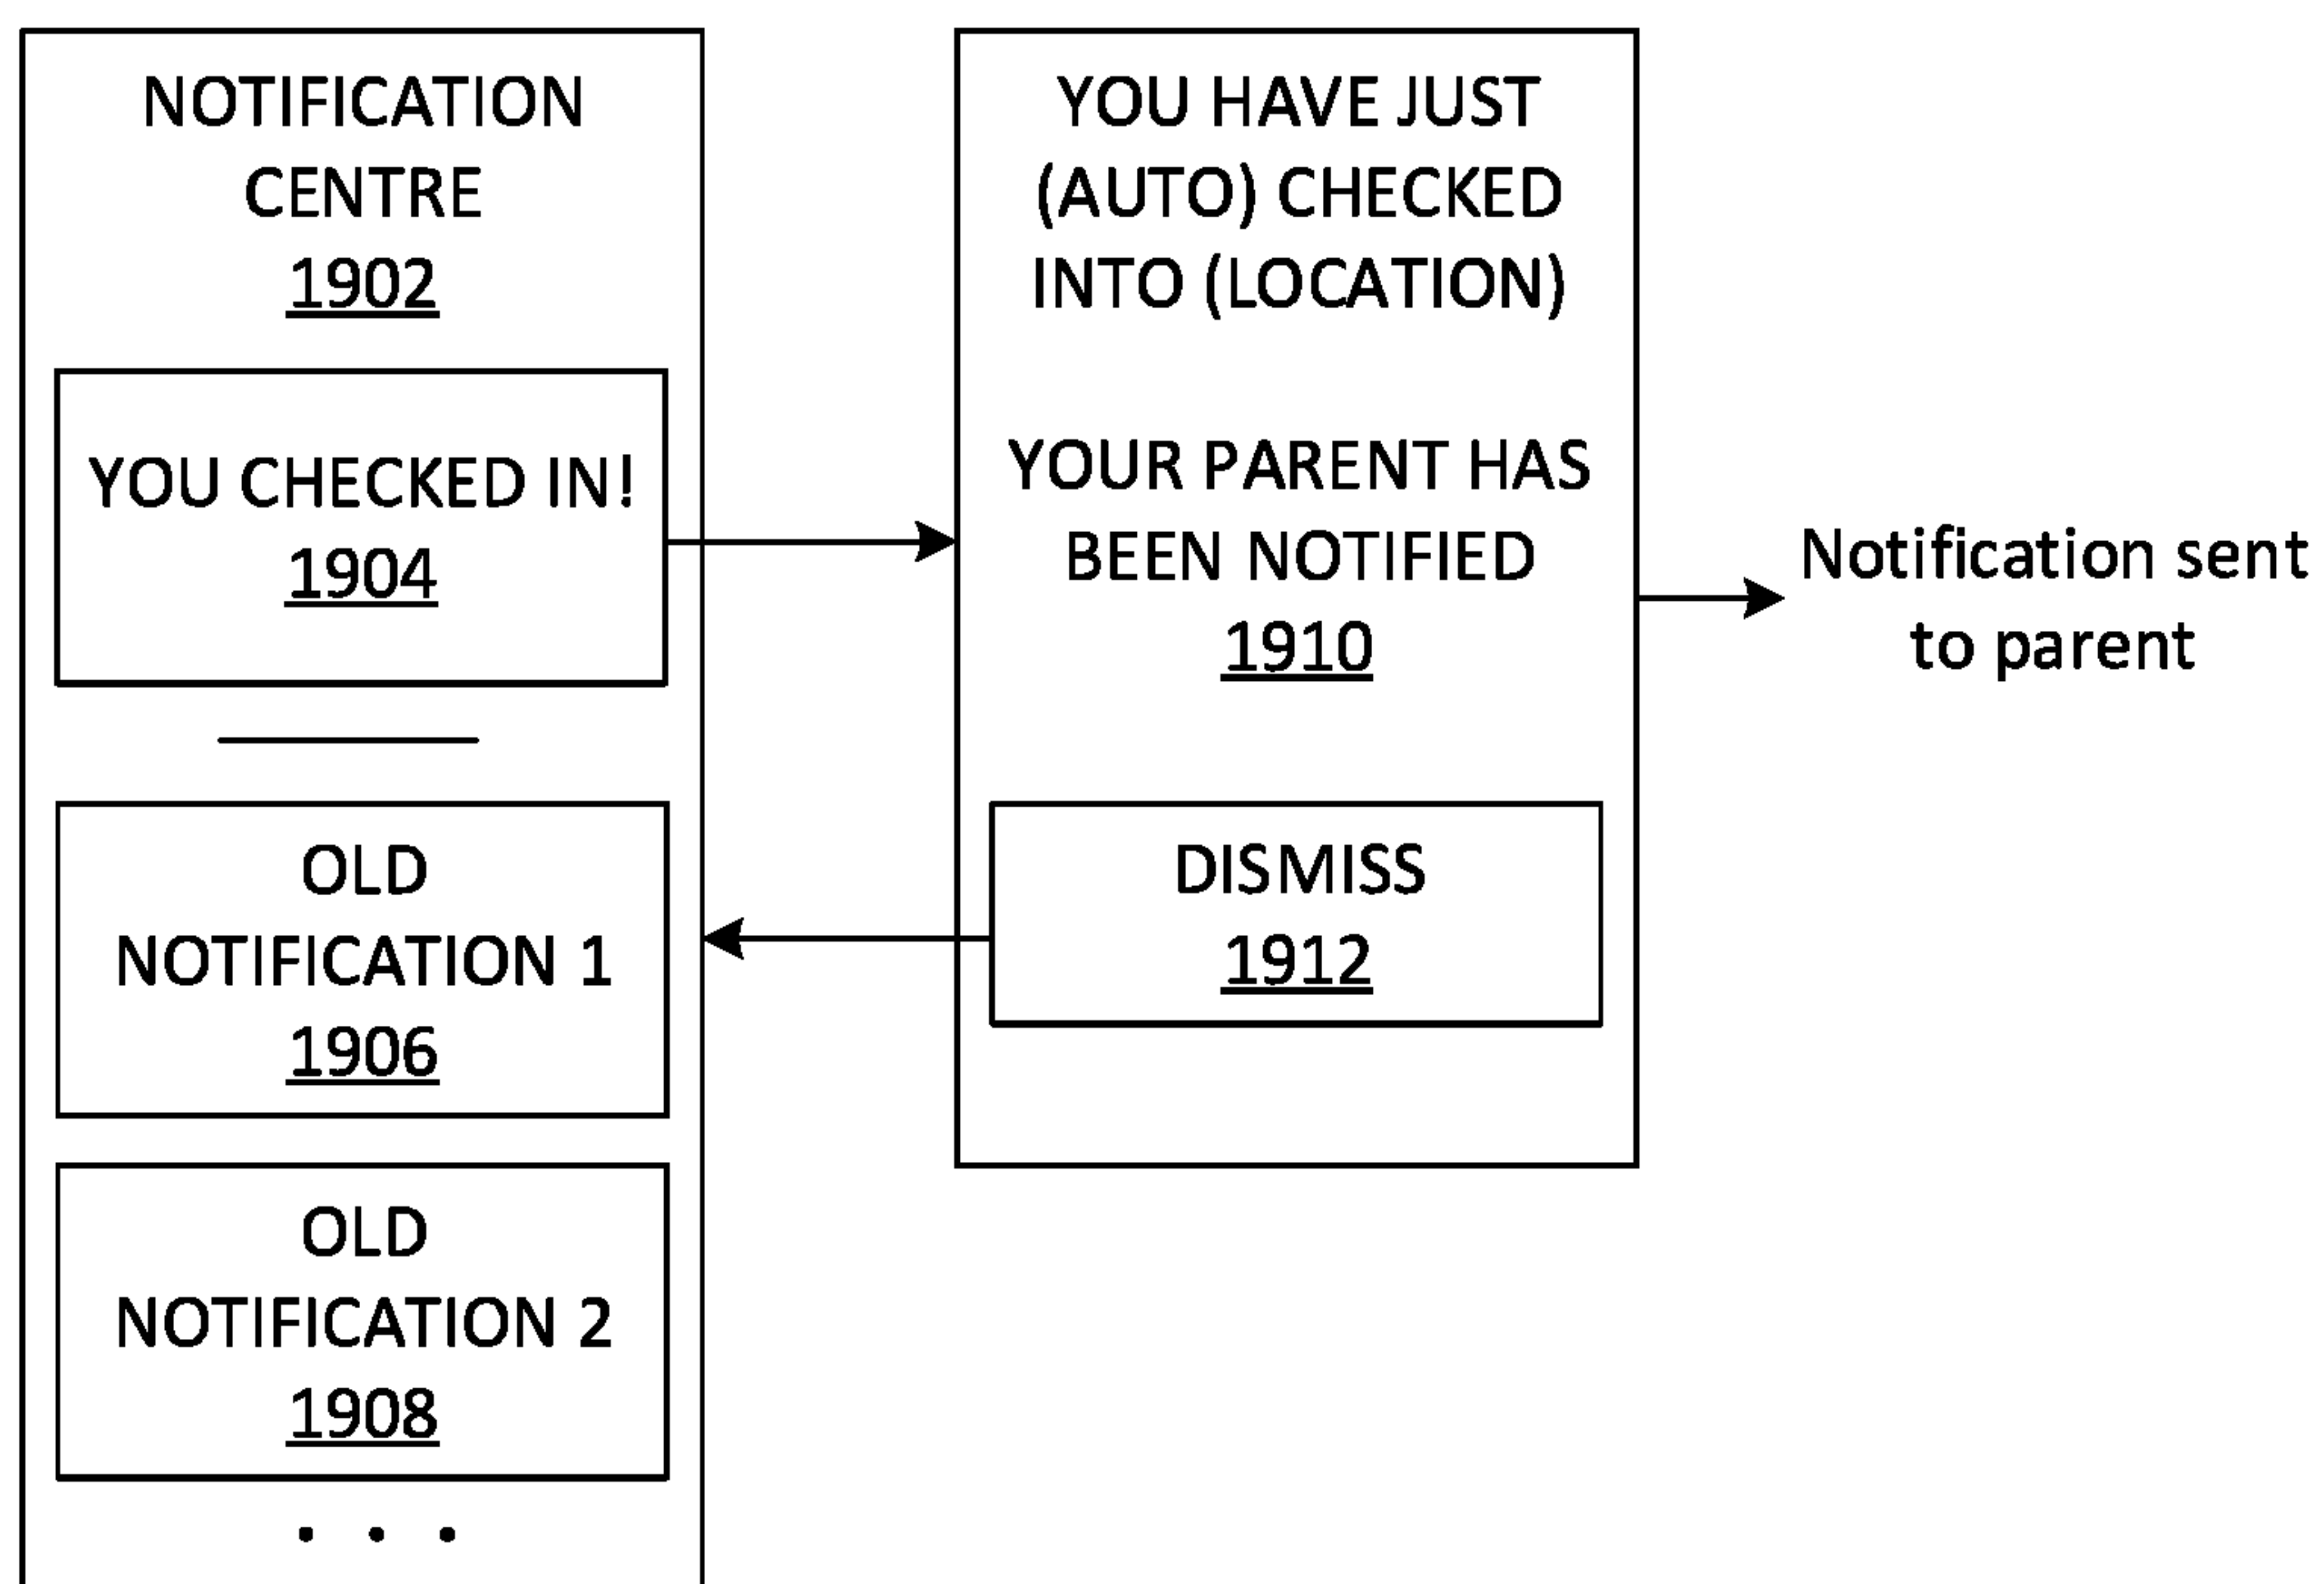 NOTIFICATION
CENTRE
1902
YOU CHECKED IN!
1904
OLD
NOTIFICATION 1
1906
OLD
NOTIFICATION 2
1908
. . .
YOU HAVE JUST
(AUTO) CHECKED
INTO (LOCATION)
YOUR PARENT HAS
BEEN NOTIFIED
1910
DISMISS
1912
Notification sent
to parent